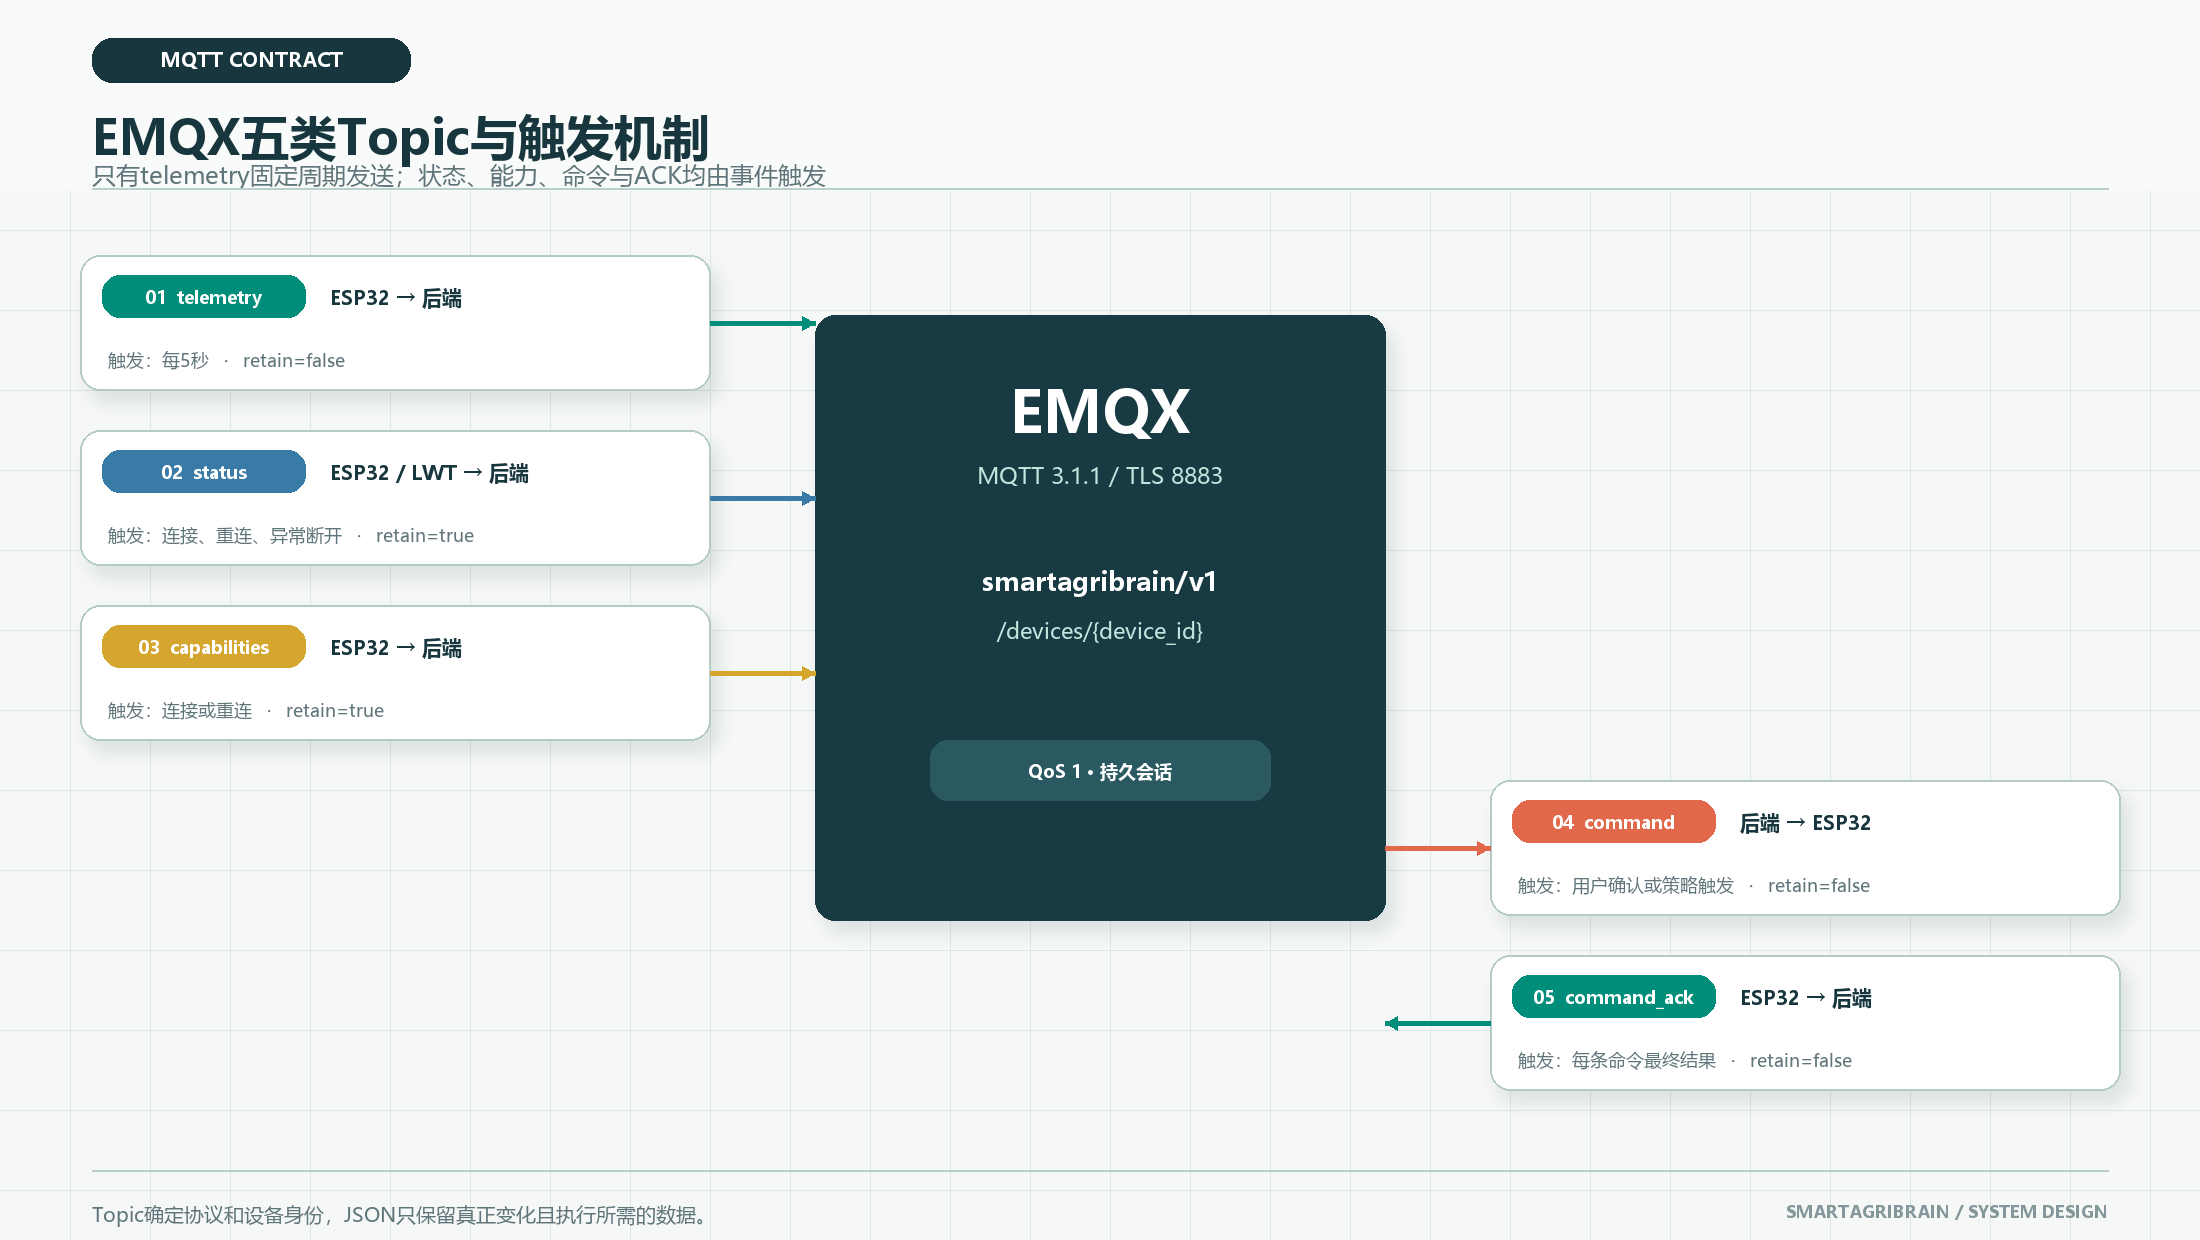 MQTT CONTRACT
EMQX五类Topic与触发机制
只有telemetry固定周期发送；状态、能力、命令与ACK均由事件触发
01 telemetry
ESP32 → 后端
触发：每5秒 · retain=false
02 status
ESP32 / LWT → 后端
触发：连接、重连、异常断开 · retain=true
03 capabilities
ESP32 → 后端
触发：连接或重连 · retain=true
EMQX
MQTT 3.1.1 / TLS 8883
smartagribrain/v1
/devices/{device_id}
QoS 1 • 持久会话
04 command
后端 → ESP32
触发：用户确认或策略触发 · retain=false
05 command_ack
ESP32 → 后端
触发：每条命令最终结果 · retain=false
Topic确定协议和设备身份，JSON只保留真正变化且执行所需的数据。
SMARTAGRIBRAIN / SYSTEM DESIGN